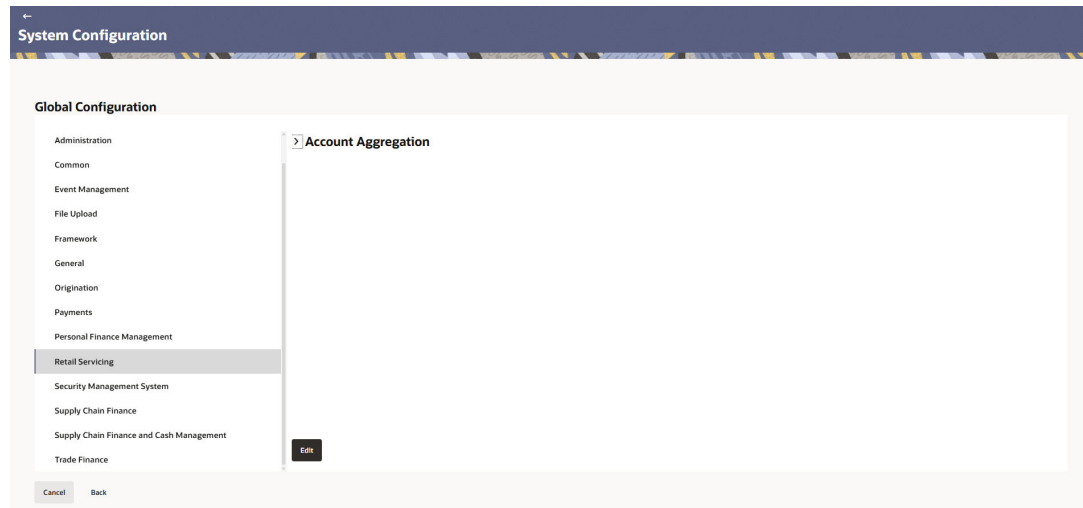 ←
System Configuration
Global Configuration
Administration
Common
Event Management
File Upload
Framework
General
Origination
Payments
Personal Finance Management
Retail Servicing
Security Management System
Supply Chain Finance
Supply Chain Finance and Cash Management
Trade Finance
> Account Aggregation
Edit
Cancel Back